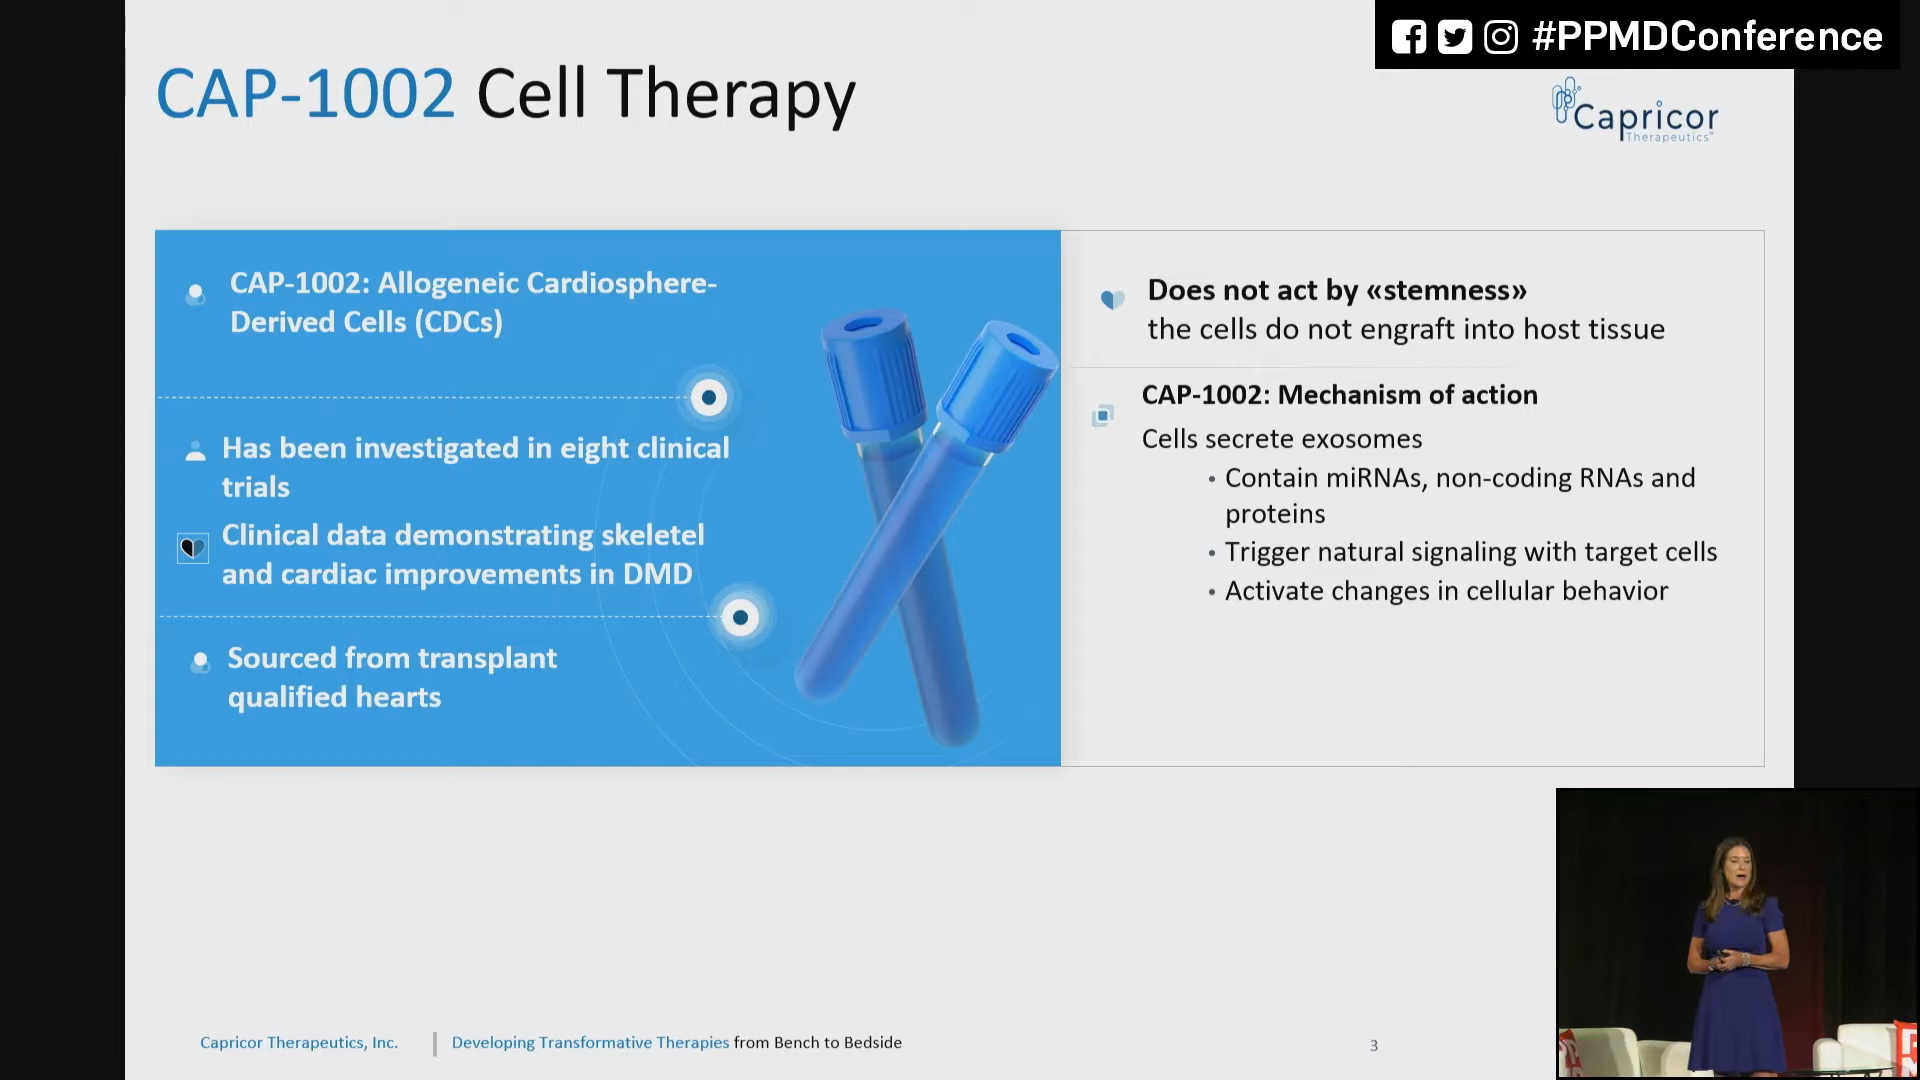 #PPMDConference
CAP-1002 Cell Therapy
Capricor
Therapeutics™
CAP-1002: Allogeneic Cardiosphere-
Derived Cells (CDCs)
Has been investigated in eight clinical
trials
Clinical data demonstrating skeletel
and cardiac improvements in DMD
Sourced from transplant
qualified hearts
Does not act by «stemness»
the cells do not engraft into host tissue
CAP-1002: Mechanism of action
Cells secrete exosomes
• Contain miRNAs, non-coding RNAs and
proteins
• Trigger natural signaling with target cells
• Activate changes in cellular behavior
Capricor Therapeutics, Inc. | Developing Transformative Therapies from Bench to Bedside
3